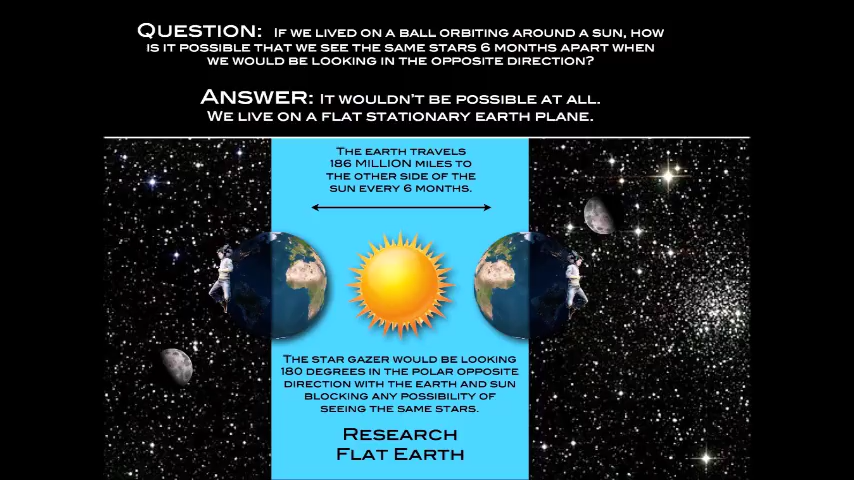 QUESTION: IF WE LIVED ON A BALL ORBITING AROUND A SUN, HOW
IS IT POSSIBLE THAT WE SEE THE SAME STARS 6 MONTHS APART WHEN
WE WOULD BE LOOKING IN THE OPPOSITE DIRECTION?
ANSWER: IT WOULDN'T BE POSSIBLE AT ALL.
WE LIVE ON A FLAT STATIONARY EARTH PLANE.
THE EARTH TRAVELS
186 MILLION MILES TO
THE OTHER SIDE OF THE
SUN EVERY 6 MONTHS.
THE STAR GAZER WOULD BE LOOKING
180 DEGREES IN THE POLAR OPPOSITE
DIRECTION WITH THE EARTH AND SUN
BLOCKING ANY POSSIBILITY OF
SEEING THE SAME STARS.
RESEARCH
FLAT EARTH